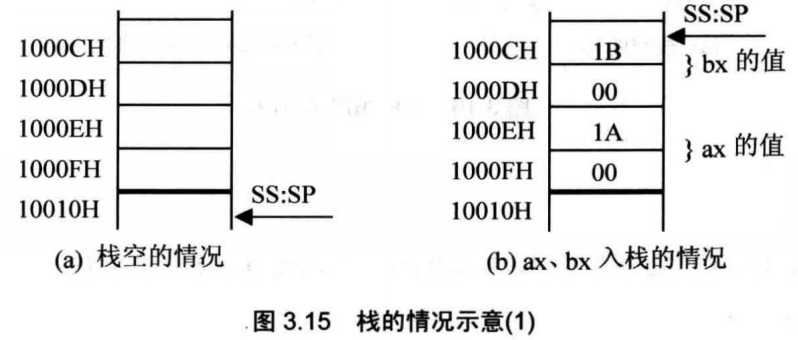 1000CH
1000DH
1000EH
1000FH
10010H
SS:SP
(a) 栈空的情况
SS:SP
1000CH 1B } bx 的值
1000DH 00
1000EH 1A } ax 的值
1000FH 00
10010H
(b) ax、bx 入栈的情况
图 3.15 栈的情况示意(1)